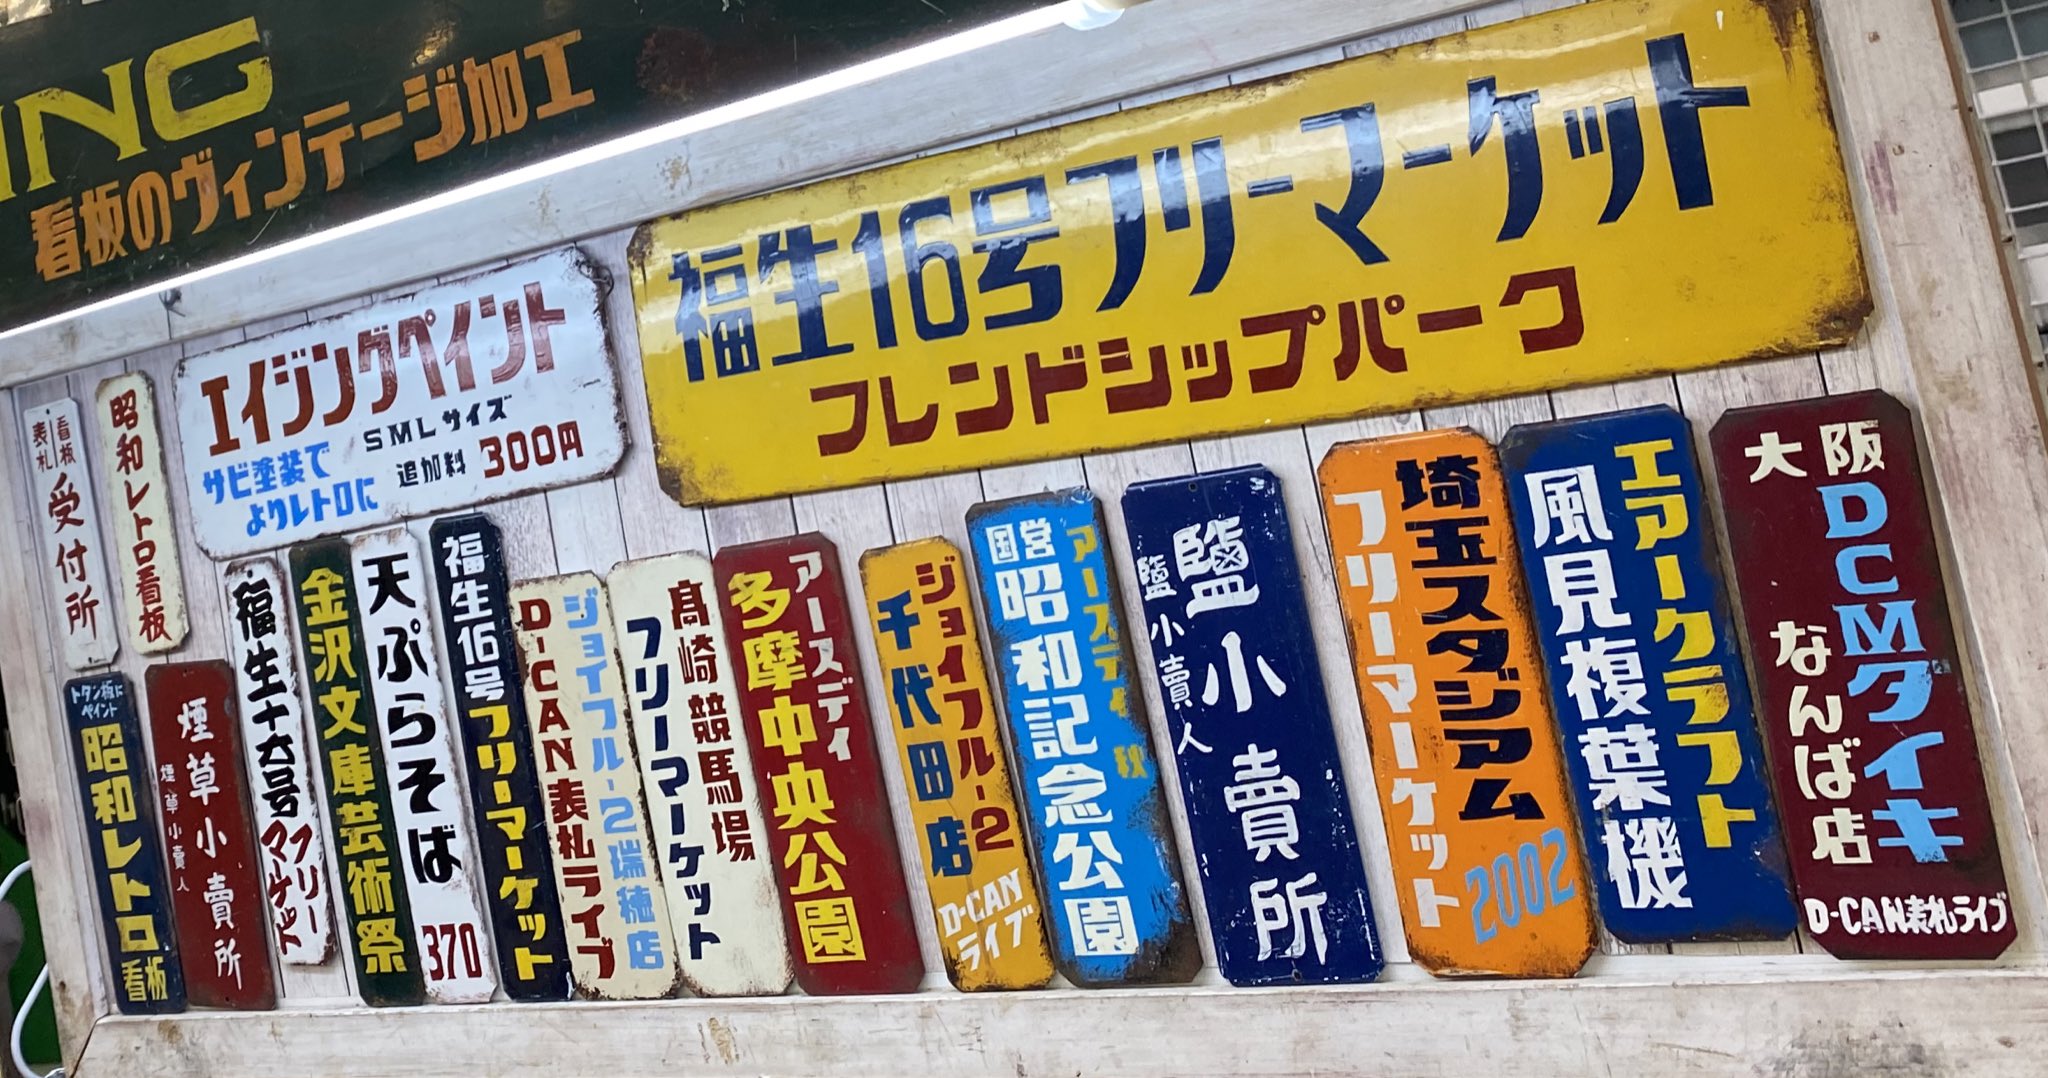 ING
看板のヴィンテージ加工
福生16号フリーマーケット
フレンドシップパーク
エイジングペイント
SMLサイズ
サビ塗装で
よりレトロに
追加料 300円
看板
表札
受付所
昭和レトロ看板
トタン板に
ペイント
昭和レトロ
看板
煙草小賣所
煙草小賣人
福生十六号
フリー
マーケット
金沢文庫芸術祭
天ぷらそば
370
福生16号フリーマーケット
ジョイフル-2瑞穂店
D-CAN表札ライブ
髙崎競馬場
フリーマーケット
アースデイ
多摩中央公園
ジョイフル-2
千代田店
D-CAN
ライブ
アースデイ 秋
国営
昭和記念公園
鹽小賣所
鹽小賣人
埼玉スタジアム
2002
フリーマーケット
エアークラフト
風見複葉機
大阪
DCMダイキ
なんば店
D-CAN表札ライブ